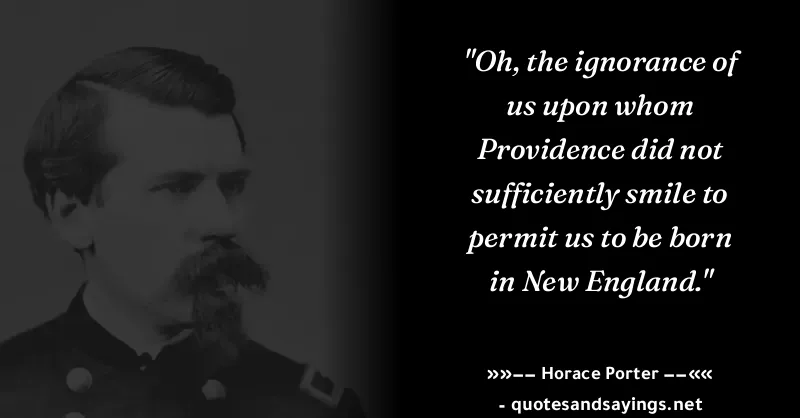 "Oh, the ignorance of
us upon whom
Providence did not
sufficiently smile to
permit us to be born
in New England."
»»–– Horace Porter ––««
- quotesandsayings.net